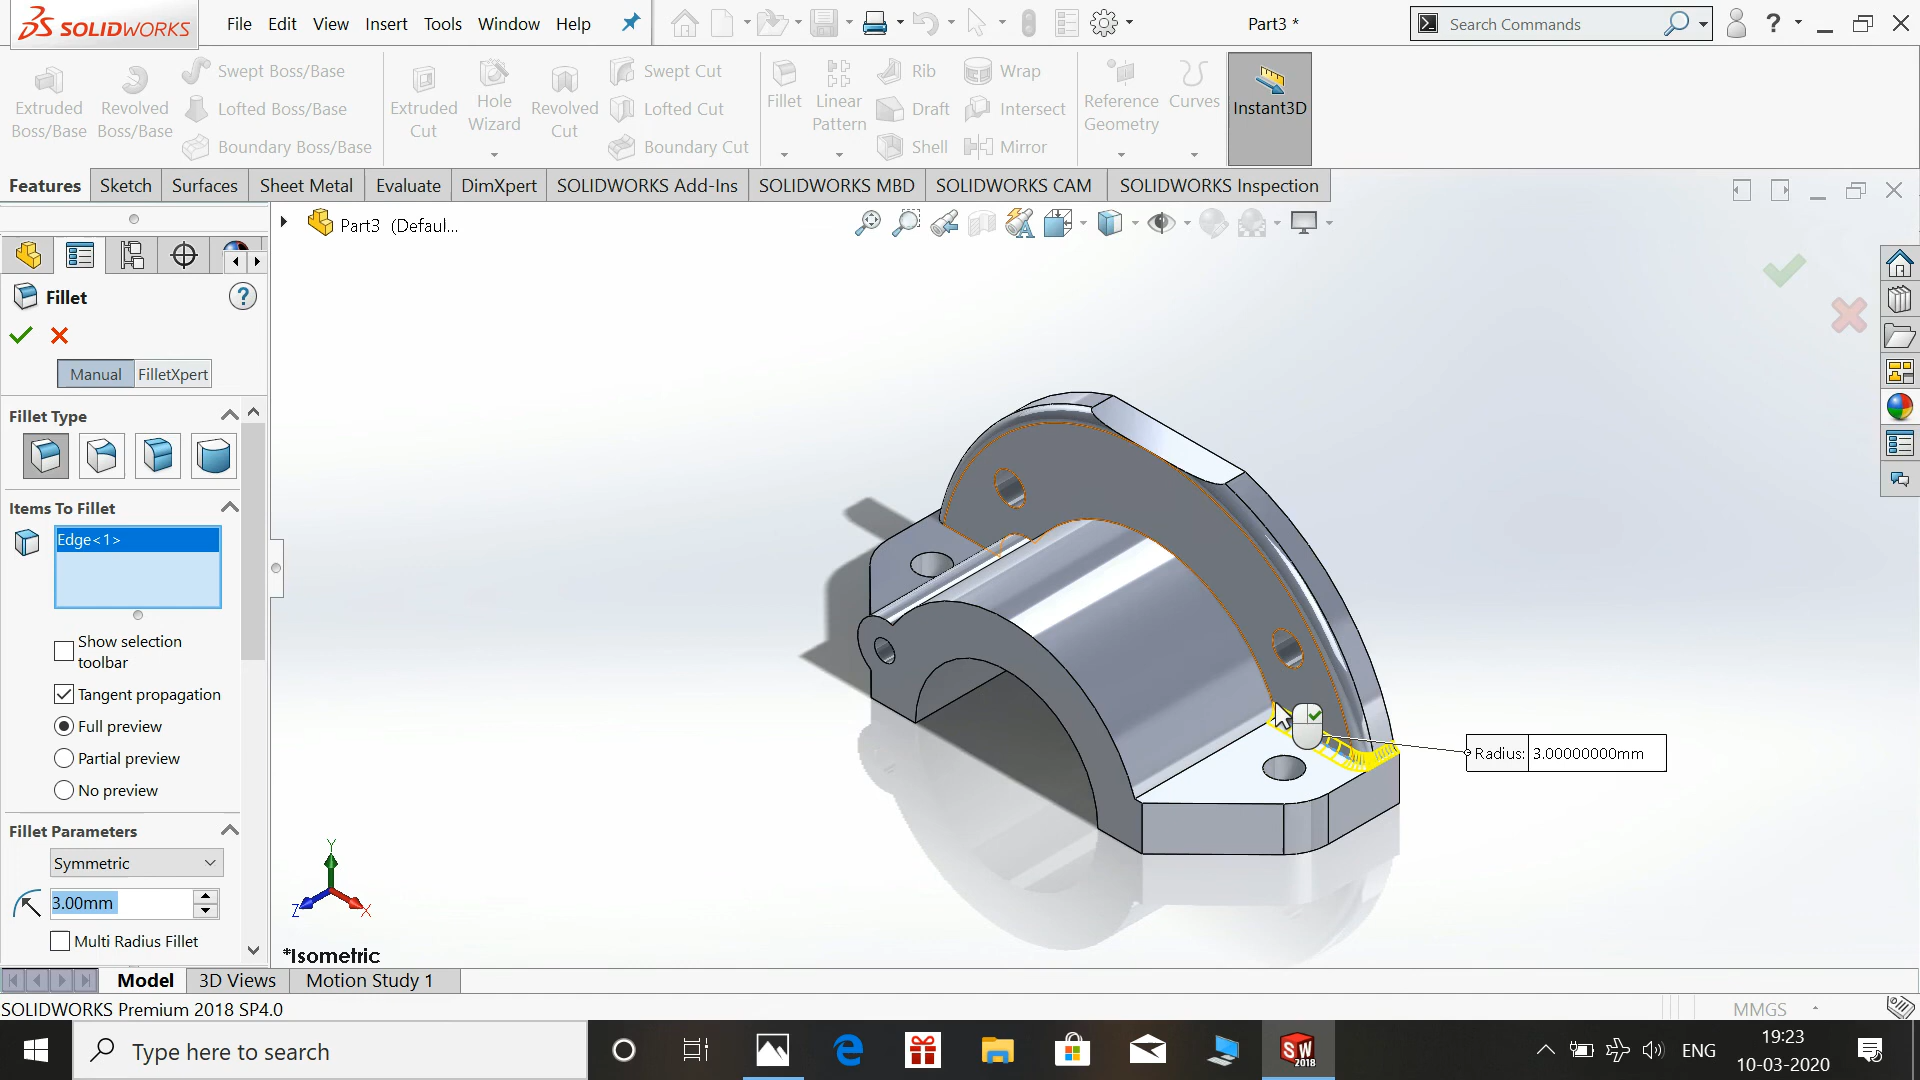 SOLIDWORKS
File Edit View Insert Tools Window Help
Part3 *
Search Commands
?
Extruded Boss/Base
Revolved Boss/Base
Swept Boss/Base
Lofted Boss/Base
Boundary Boss/Base
Extruded Cut
Hole Wizard
Revolved Cut
Swept Cut
Lofted Cut
Boundary Cut
Fillet
Linear Pattern
Rib
Draft
Shell
Wrap
Intersect
Mirror
Reference Geometry
Curves
Instant3D
Features Sketch Surfaces Sheet Metal Evaluate DimXpert SOLIDWORKS Add-Ins SOLIDWORKS MBD SOLIDWORKS CAM SOLIDWORKS Inspection
Part3 (Defaul...
Fillet
?
Manual FilletXpert
Fillet Type
Items To Fillet
Edge<1>
Show selection
toolbar
Tangent propagation
Full preview
Partial preview
No preview
Fillet Parameters
Symmetric
3.00mm
Multi Radius Fillet
Radius: 3.00000000mm
Y
Z
X
*Isometric
Model 3D Views Motion Study 1
SOLIDWORKS Premium 2018 SP4.0
MMGS
Type here to search
SW
2018
ENG
19:23
10-03-2020